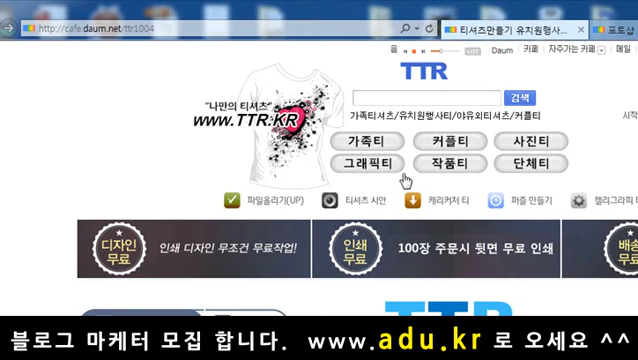 http://cafe.daum.net/ttr1004
티셔츠만들기 유치원행사...
포토샵
음
Daum
카페
자주가는 카페
메일
TTR
검색
"나만의 티셔츠"
www.TTR.KR
가족티셔츠/유치원행사티/야유회티셔츠/커플티
가족티 커플티 사진티
시작
그래픽티 작품티 단체티
파일올리기(UP) 티셔츠 시안 캐리커처 티 퍼즐 만들기 캘리그라피 티
디자인 무료
인쇄 디자인 무조건 무료작업!
인쇄 무료
100장 주문시 뒷면 무료 인쇄
배송 무료
TTR
블로그 마케터 모집 합니다. www.adu.kr 로 오세요 ^^